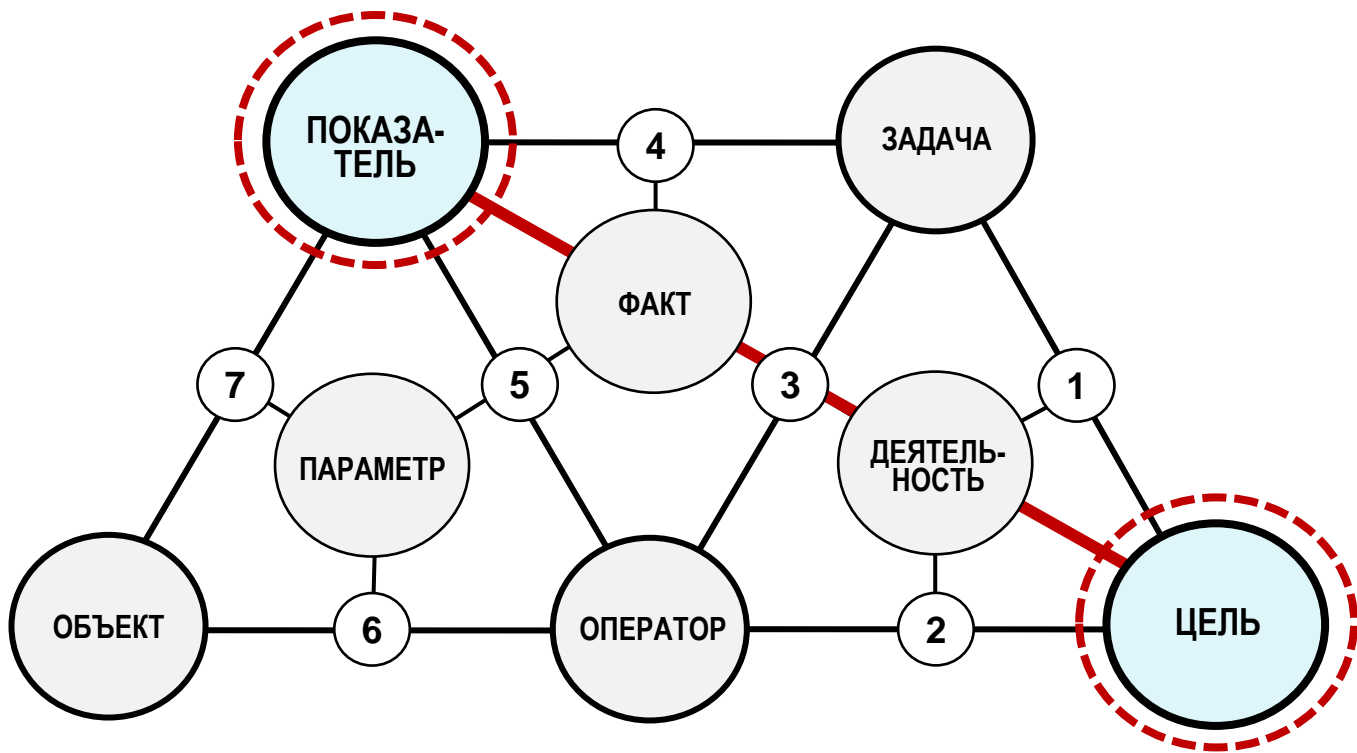 ПОКАЗА-
ТЕЛЬ
4
ЗАДАЧА
ФАКТ
7
5
3
1
ПАРАМЕТР
ДЕЯТЕЛЬ-
НОСТЬ
ОБЪЕКТ
6
ОПЕРАТОР
2
ЦЕЛЬ